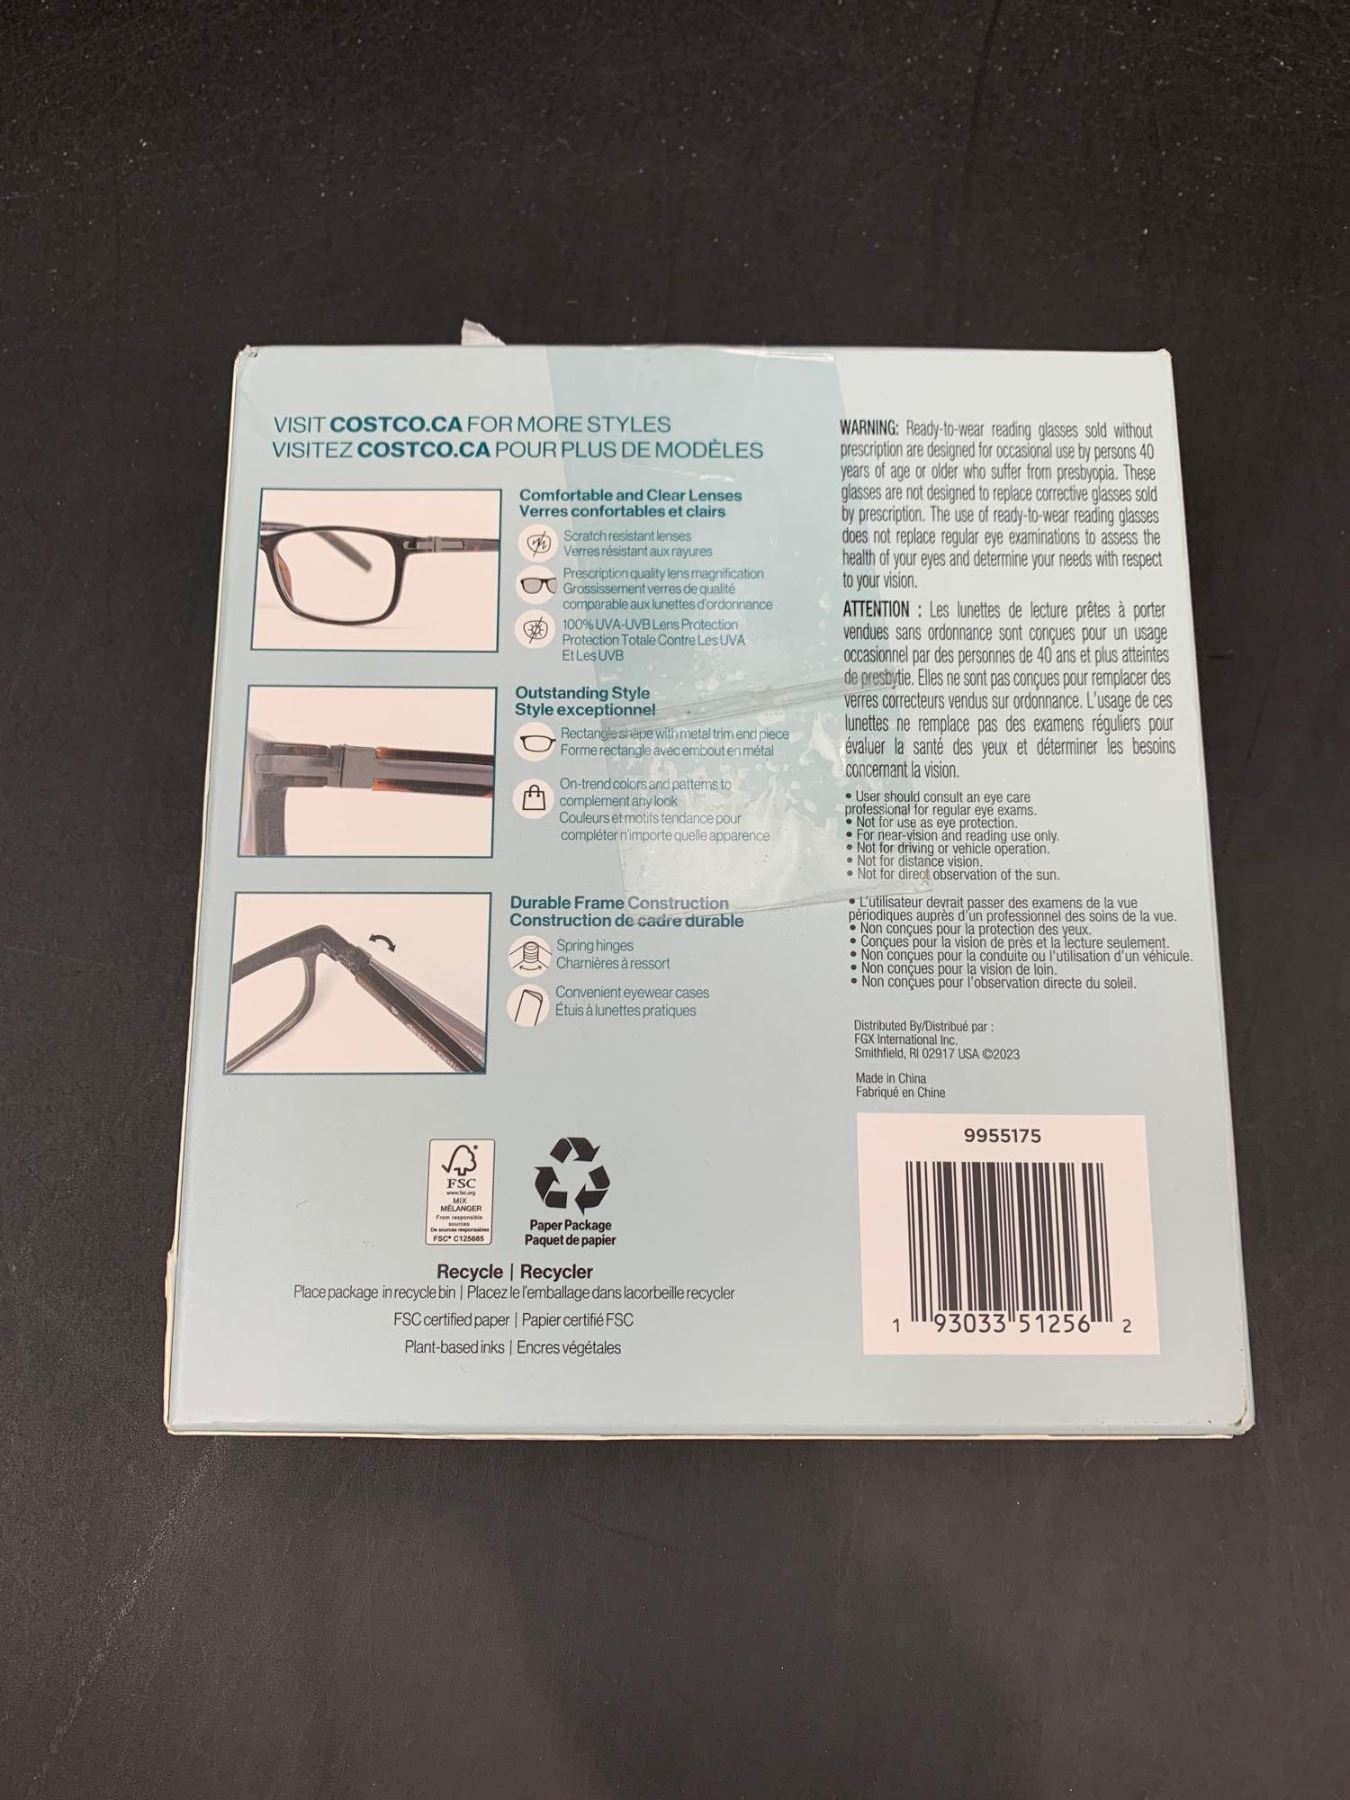 VISIT COSTCO.CA FOR MORE STYLES
VISITEZ COSTCO.CA POUR PLUS DE MODÈLES
Comfortable and Clear Lenses
Verres confortables et clairs
Scratch resistant lenses
Verres résistant aux rayures
Prescription quality lens magnification
Grossissement verres de qualité
comparable aux lunettes d'ordonnance
100% UVA-UVB Lens Protection
Protection Totale Contre Les UVA
Et Les UVB
Outstanding Style
Style exceptionnel
Rectangle shape with metal trim end piece
Forme rectangle avec embout en métal
On-trend colors and patterns to
complement any look
Couleurs et motifs tendance pour
compléter n'importe quelle apparence
Durable Frame Construction
Construction de cadre durable
Spring hinges
Charnières à ressort
Convenient eyewear cases
Étuis à lunettes pratiques
FSC
www.fsc.org
MIX
MÉLANGER
From responsible
sources
De sources responsables
FSC® C125685
Paper Package
Paquet de papier
Recycle | Recycler
Place package in recycle bin | Placez le l'emballage dans lacorbeille recycler
FSC certified paper | Papier certifié FSC
Plant-based inks | Encres végétales
WARNING: Ready-to-wear reading glasses sold without
prescription are designed for occasional use by persons 40
years of age or older who suffer from presbyopia. These
glasses are not designed to replace corrective glasses sold
by prescription. The use of ready-to-wear reading glasses
does not replace regular eye examinations to assess the
health of your eyes and determine your needs with respect
to your vision.
ATTENTION : Les lunettes de lecture prêtes à porter
vendues sans ordonnance sont conçues pour un usage
occasionnel par des personnes de 40 ans et plus atteintes
de presbytie. Elles ne sont pas conçues pour remplacer des
verres correcteurs vendus sur ordonnance. L'usage de ces
lunettes ne remplace pas des examens réguliers pour
évaluer la santé des yeux et déterminer les besoins
concernant la vision.
• User should consult an eye care
professional for regular eye exams.
• Not for use as eye protection.
• For near-vision and reading use only.
• Not for driving or vehicle operation.
• Not for distance vision.
• Not for direct observation of the sun.
• L'utilisateur devrait passer des examens de la vue
périodiques auprès d'un professionnel des soins de la vue.
• Non conçues pour la protection des yeux.
• Conçues pour la vision de près et la lecture seulement.
• Non conçues pour la conduite ou l'utilisation d'un véhicule.
• Non conçues pour la vision de loin.
• Non conçues pour l'observation directe du soleil.
Distributed By/Distribué par :
FGX International Inc.
Smithfield, RI 02917 USA ©2023
Made in China
Fabriqué en Chine
9955175
1 93033 51256 2